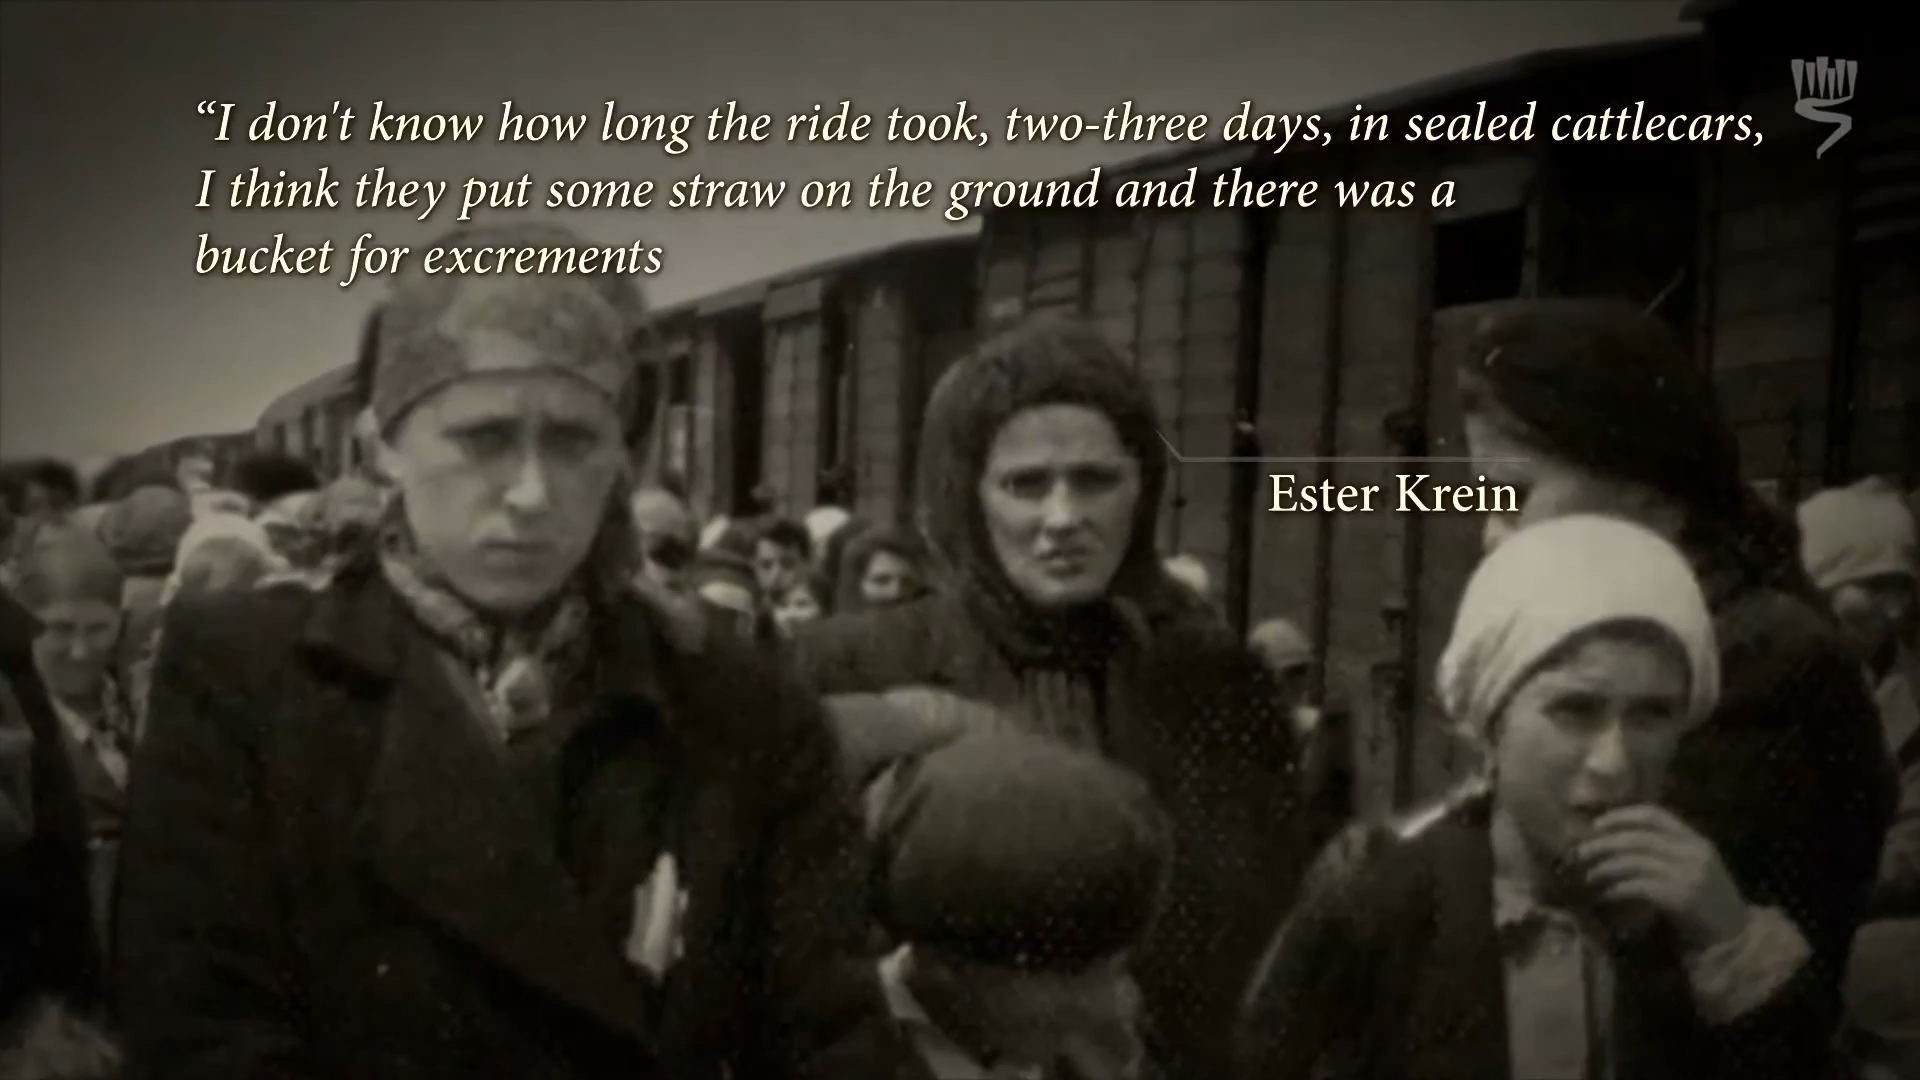 “I don't know how long the ride took, two-three days, in sealed cattlecars,
I think they put some straw on the ground and there was a
bucket for excrements
Ester Krein